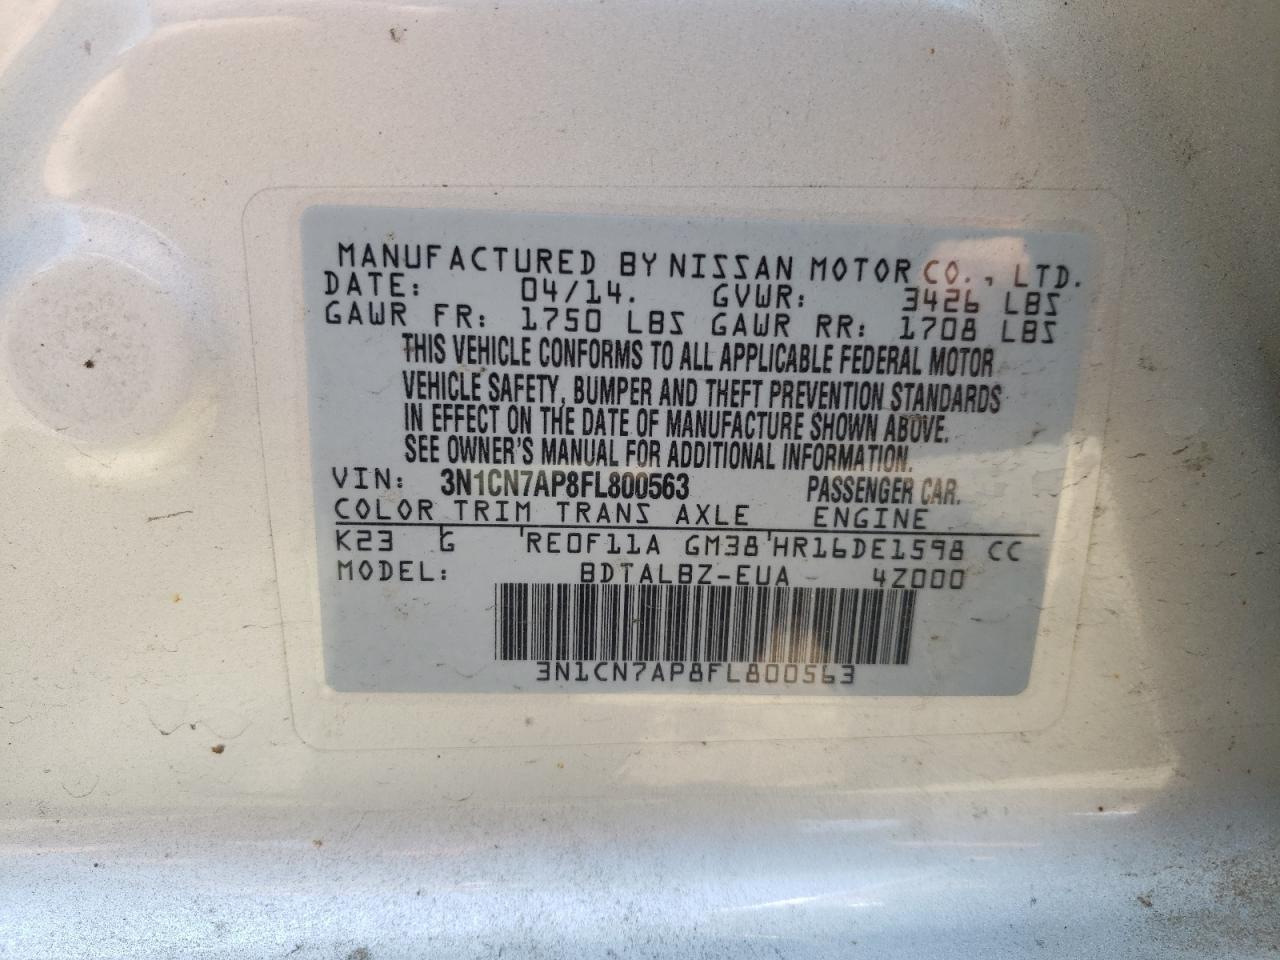 MANUFACTURED BY NISSAN MOTOR CO., LTD.
DATE: 04/14. GVWR: 3426 LBS
GAWR FR: 1750 LBS GAWR RR: 1708 LBS
THIS VEHICLE CONFORMS TO ALL APPLICABLE FEDERAL MOTOR
VEHICLE SAFETY, BUMPER AND THEFT PREVENTION STANDARDS
IN EFFECT ON THE DATE OF MANUFACTURE SHOWN ABOVE.
SEE OWNER'S MANUAL FOR ADDITIONAL INFORMATION.
VIN: 3N1CN7AP8FL800563 PASSENGER CAR.
COLOR TRIM TRANS AXLE ENGINE
K23 G RE0F11A GM38 HR16DE1598 CC
MODEL: BDTALBZ-EUA- 4Z000
3N1CN7AP8FL800563